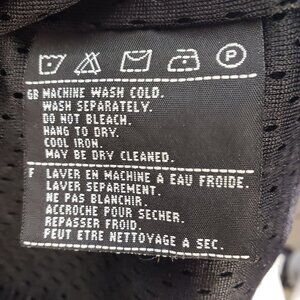 P
GB MACHINE WASH COLD.
WASH SEPARATELY.
DO NOT BLEACH.
HANG TO DRY.
COOL IRON.
MAY BE DRY CLEANED.
F LAVER EN MACHINE A EAU FROIDE.
LAVER SEPAREMENT.
NE PAS BLANCHIR.
ACCROCHE POUR SECHER.
REPASSER FROID.
PEUT ETRE NETTOYAGE A SEC.